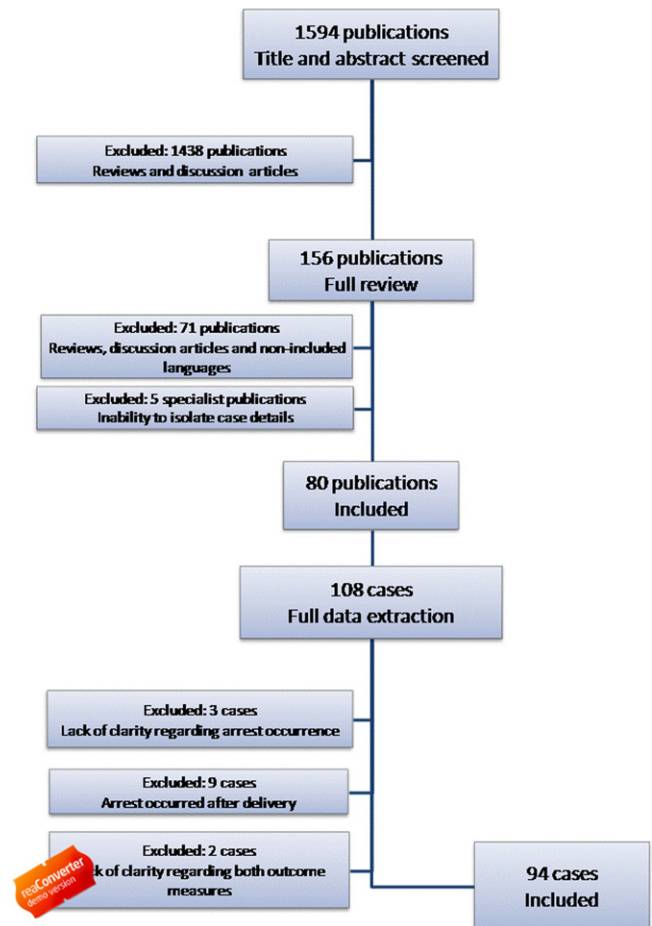 1594 publications
Title and abstract screened
Excluded: 1438 publications
Reviews and discussion articles
156 publications
Full review
Excluded: 71 publications
Reviews, discussion articles and non-included
languages
Excluded: 5 specialist publications
Inability to isolate case details
80 publications
Included
108 cases
Full data extraction
Excluded: 3 cases
Lack of clarity regarding arrest occurrence
Excluded: 9 cases
Arrest occurred after delivery
Excluded: 2 cases
of clarity regarding both outcome
measures
94 cases
Included
reaConverter
demo version